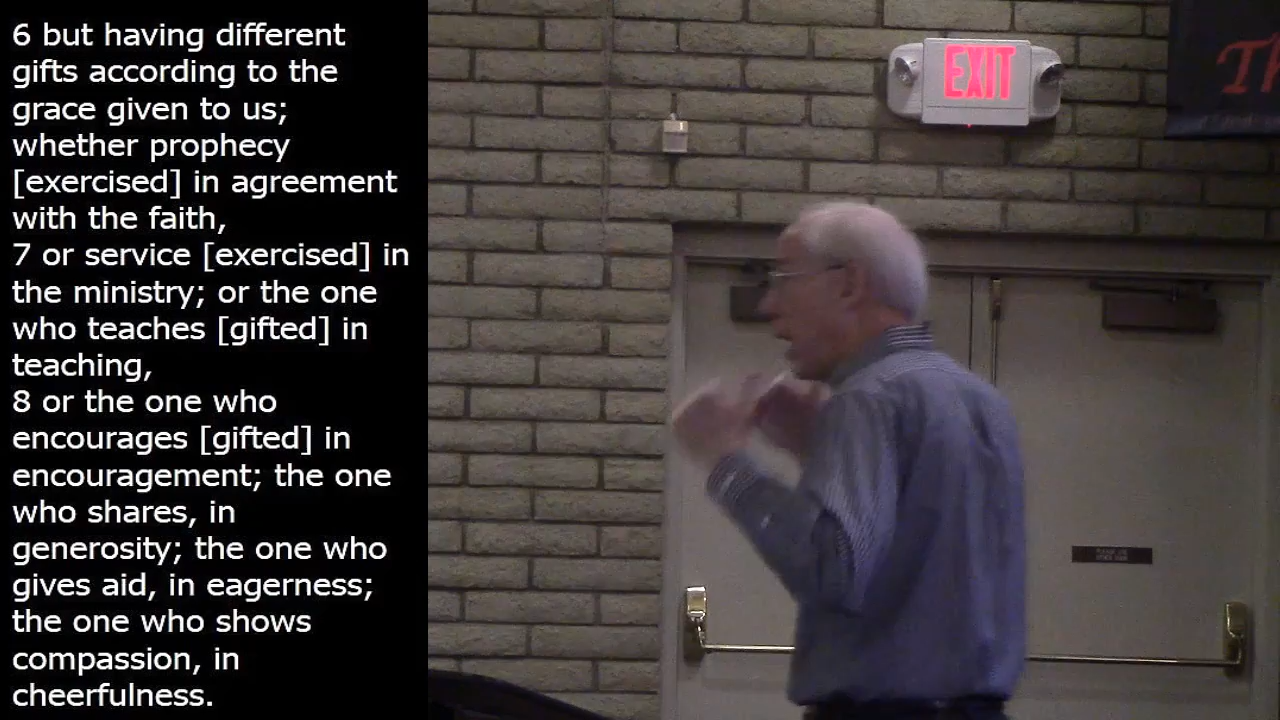 6 but having different
gifts according to the
grace given to us;
whether prophecy
[exercised] in agreement
with the faith,
7 or service [exercised] in
the ministry; or the one
who teaches [gifted] in
teaching,
8 or the one who
encourages [gifted] in
encouragement; the one
who shares, in
generosity; the one who
gives aid, in eagerness;
the one who shows
compassion, in
cheerfulness.
EXIT